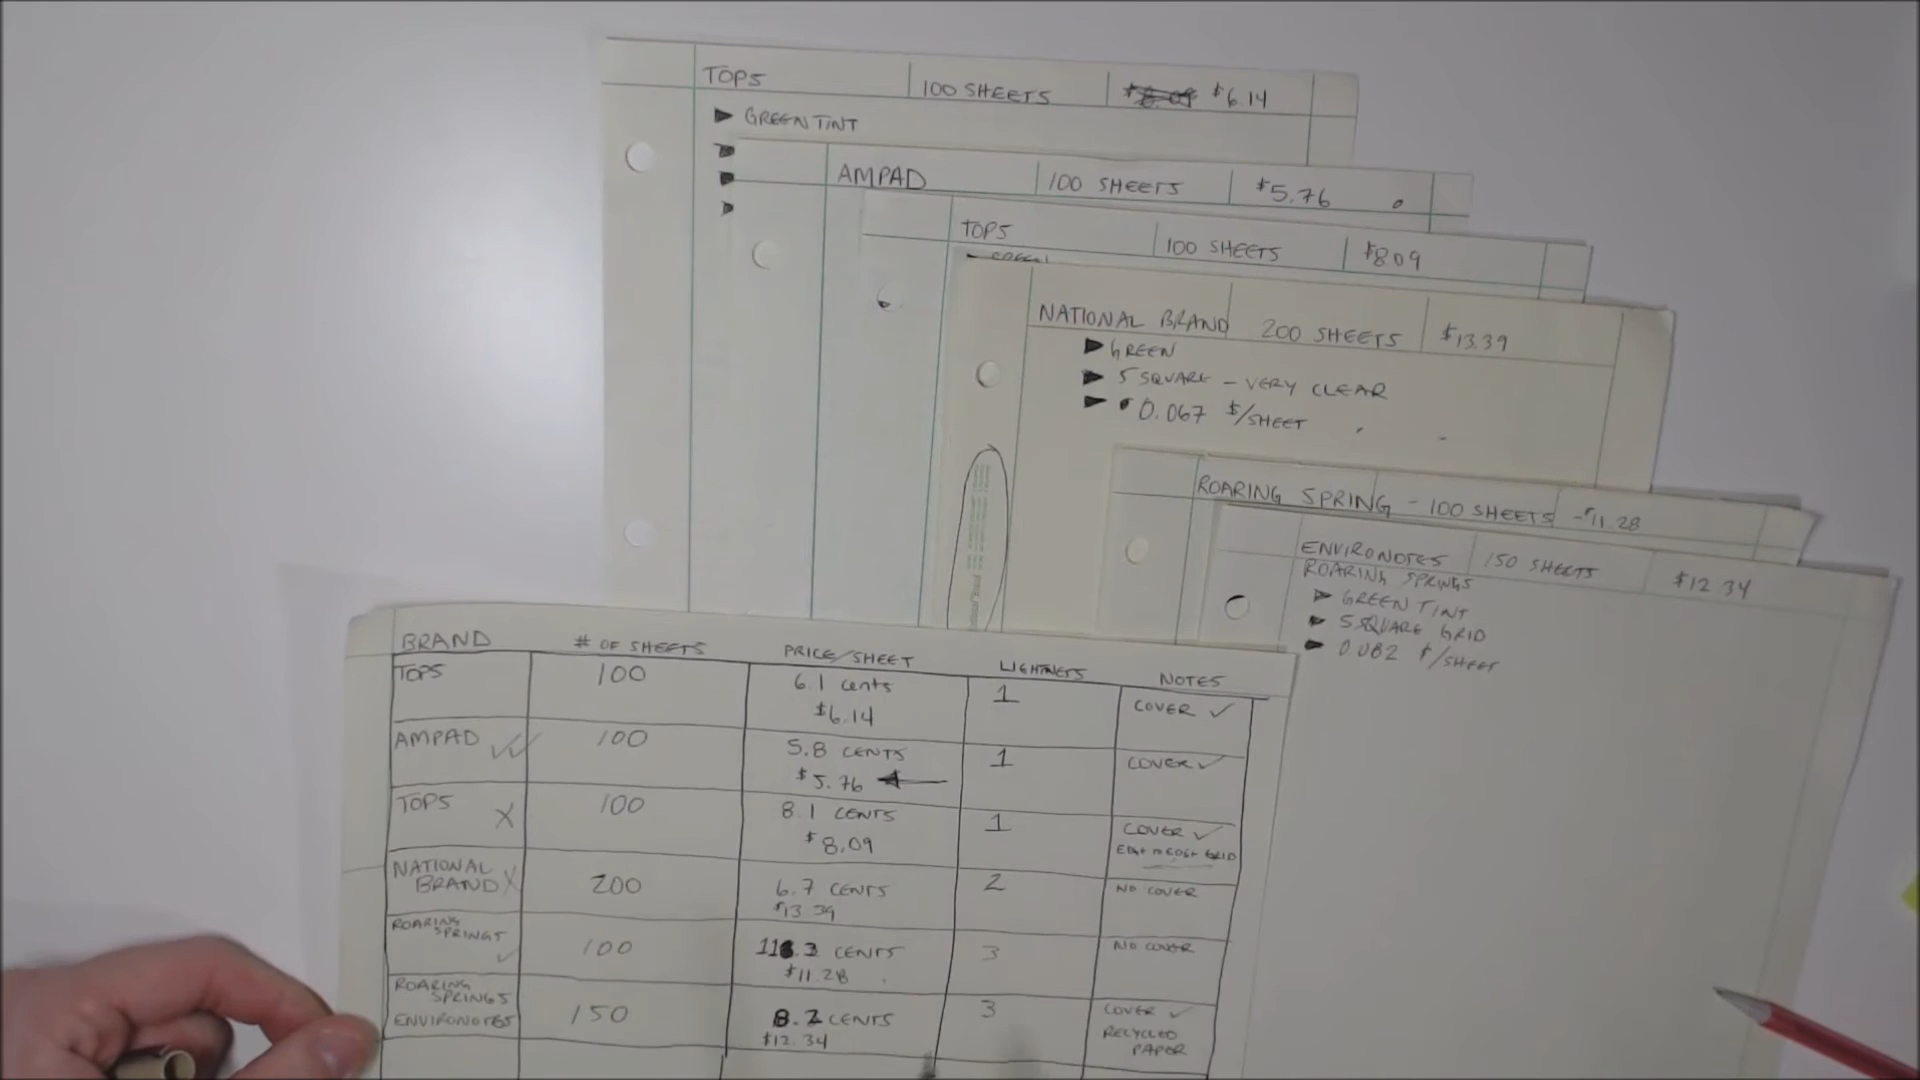 TOPS 100 SHEETS $6.14
GREEN TINT
AMPAD 100 SHEETS $5.76
TOPS 100 SHEETS $8.09
NATIONAL BRAND 200 SHEETS $13.39
GREEN
5 SQUARE - VERY CLEAR
0.067 $/SHEET
ROARING SPRING - 100 SHEETS - $11.28
ENVIRONOTES 150 SHEETS $12.34
ROARING SPRINGS
GREEN TINT
5 SQUARE GRID
0.082 $/SHEET
BRAND # OF SHEETS PRICE/SHEET LIGHTNESS NOTES
TOPS 100 6.1 cents 1 COVER ✓
$6.14
AMPAD ✓✓ 100 5.8 CENTS 1 COVER ✓
$5.76
TOPS X 100 8.1 CENTS 1 COVER ✓
$8.09 EDGE TO EDGE GRID
NATIONAL 200 6.7 CENTS 2 NO COVER
BRAND X $13.39
ROARING
SPRINGS ✓ 100 CENTS 3 NO COVER
$11.28
ROARING
SPRINGS
ENVIRONOTES 150 8.2 CENTS 3 COVER ✓
$12.34 RECYCLED
PAPER